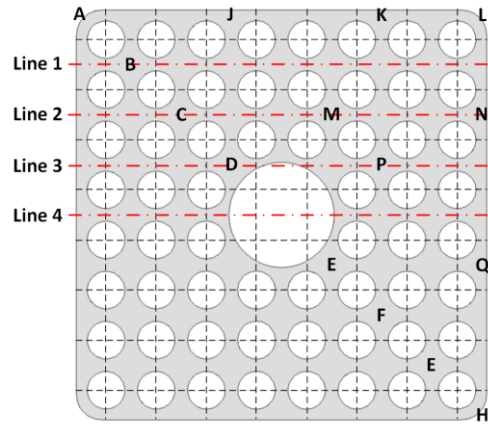 A J K L
Line 1 B
Line 2 C M N
Line 3 D P
Line 4
E Q
F
E
H